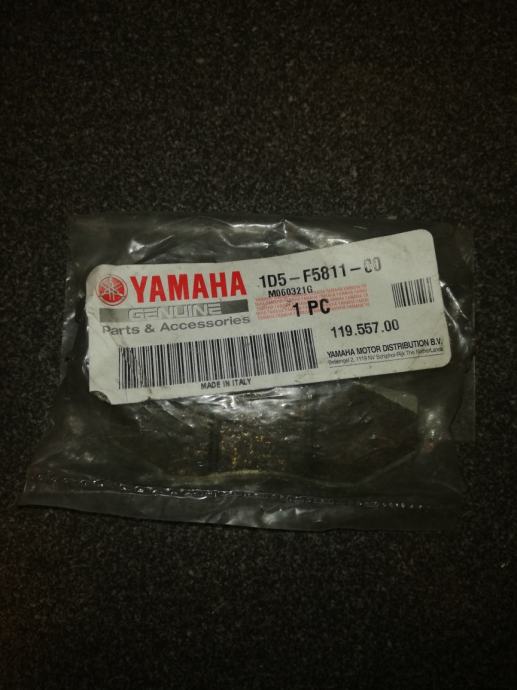 YAMAHA
GENUINE
Parts & Accessories
1D5-F5811-00
M060321G
1 PC
119.557.00
MADE IN ITALY
YAMAHA MOTOR DISTRIBUTION B.V.